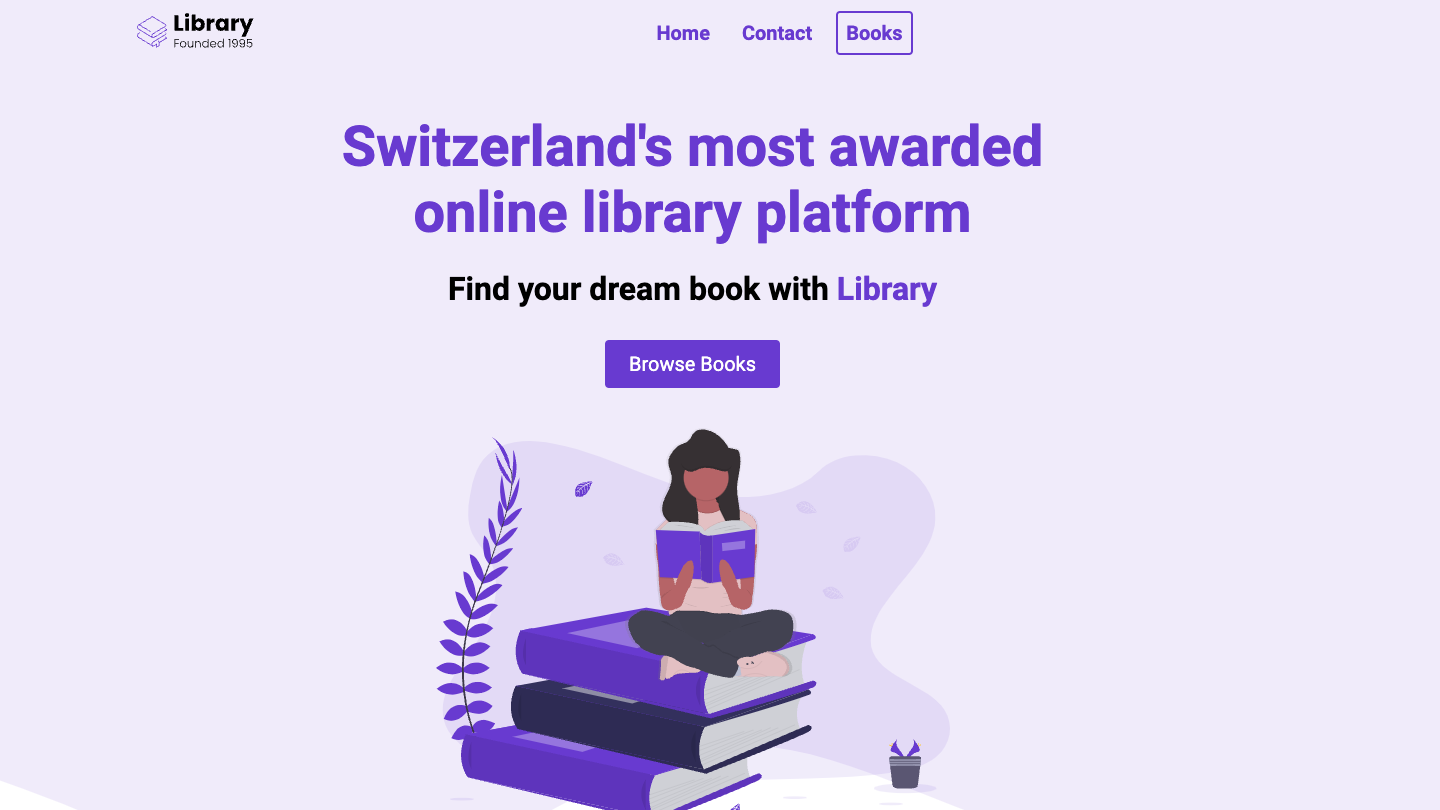 Library
Founded 1995
Home
Contact
Books
Switzerland's most awarded
online library platform
Find your dream book with Library
Browse Books